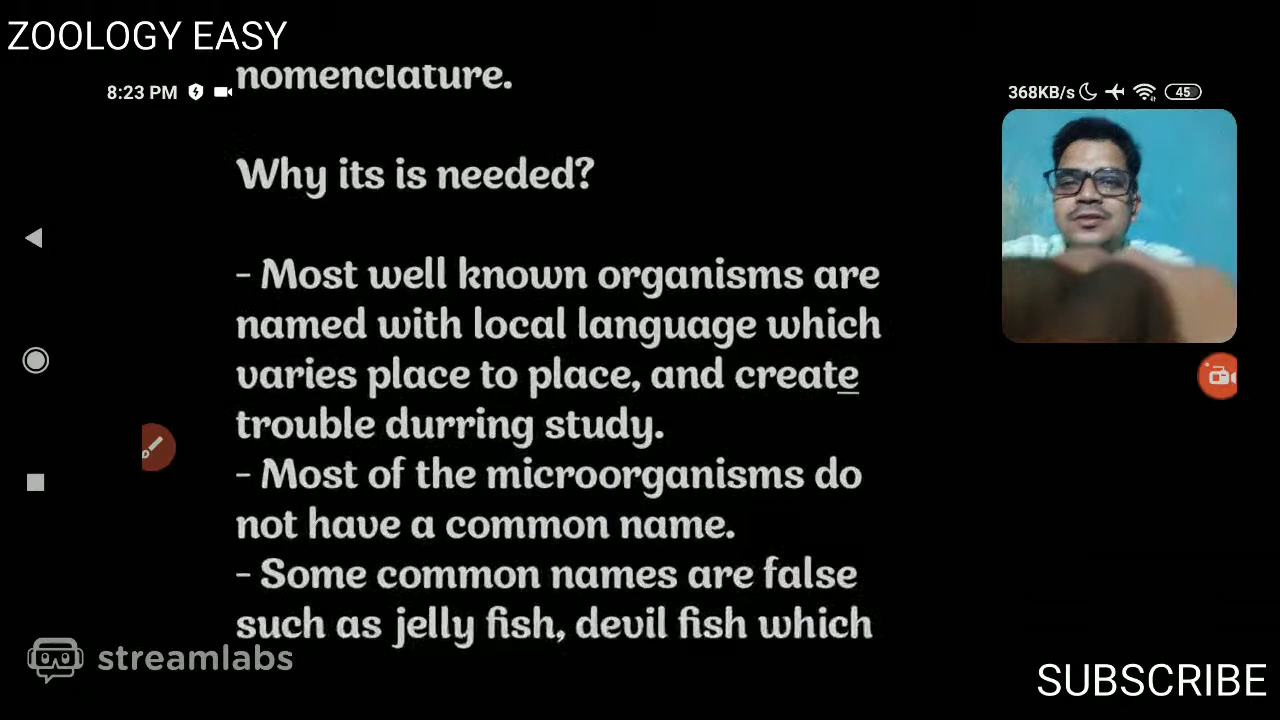 ZOOLOGY EASY
nomenclature.
8:23 PM
368KB/s
45
Why its is needed?
- Most well known organisms are
named with local language which
varies place to place, and create
trouble durring study.
- Most of the microorganisms do
not have a common name.
- Some common names are false
such as jelly fish, devil fish which
streamlabs
SUBSCRIBE